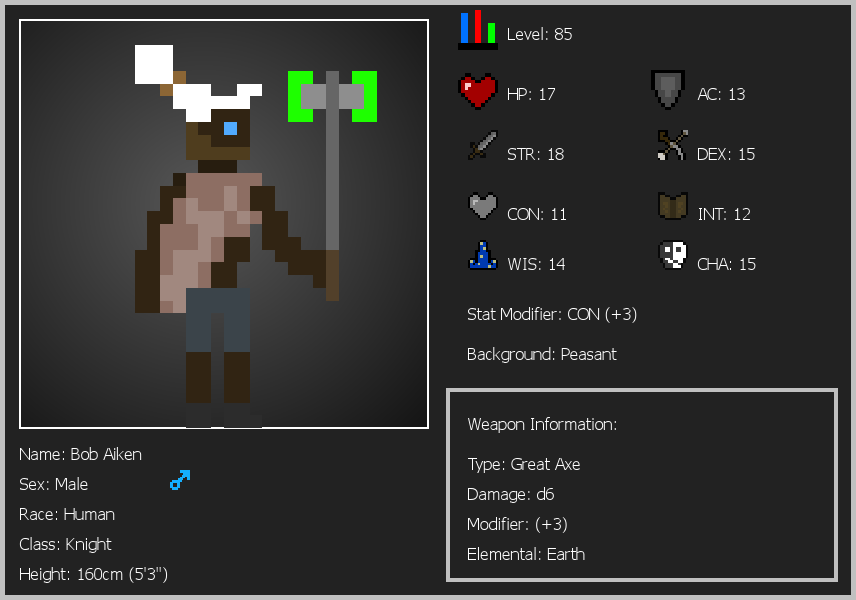 Level: 85
HP: 17
AC: 13
STR: 18
DEX: 15
CON: 11
INT: 12
WIS: 14
CHA: 15
Stat Modifier: CON (+3)
Background: Peasant
Weapon Information:
Type: Great Axe
Damage: d6
Modifier: (+3)
Elemental: Earth
Name: Bob Aiken
Sex: Male
Race: Human
Class: Knight
Height: 160cm (5'3")